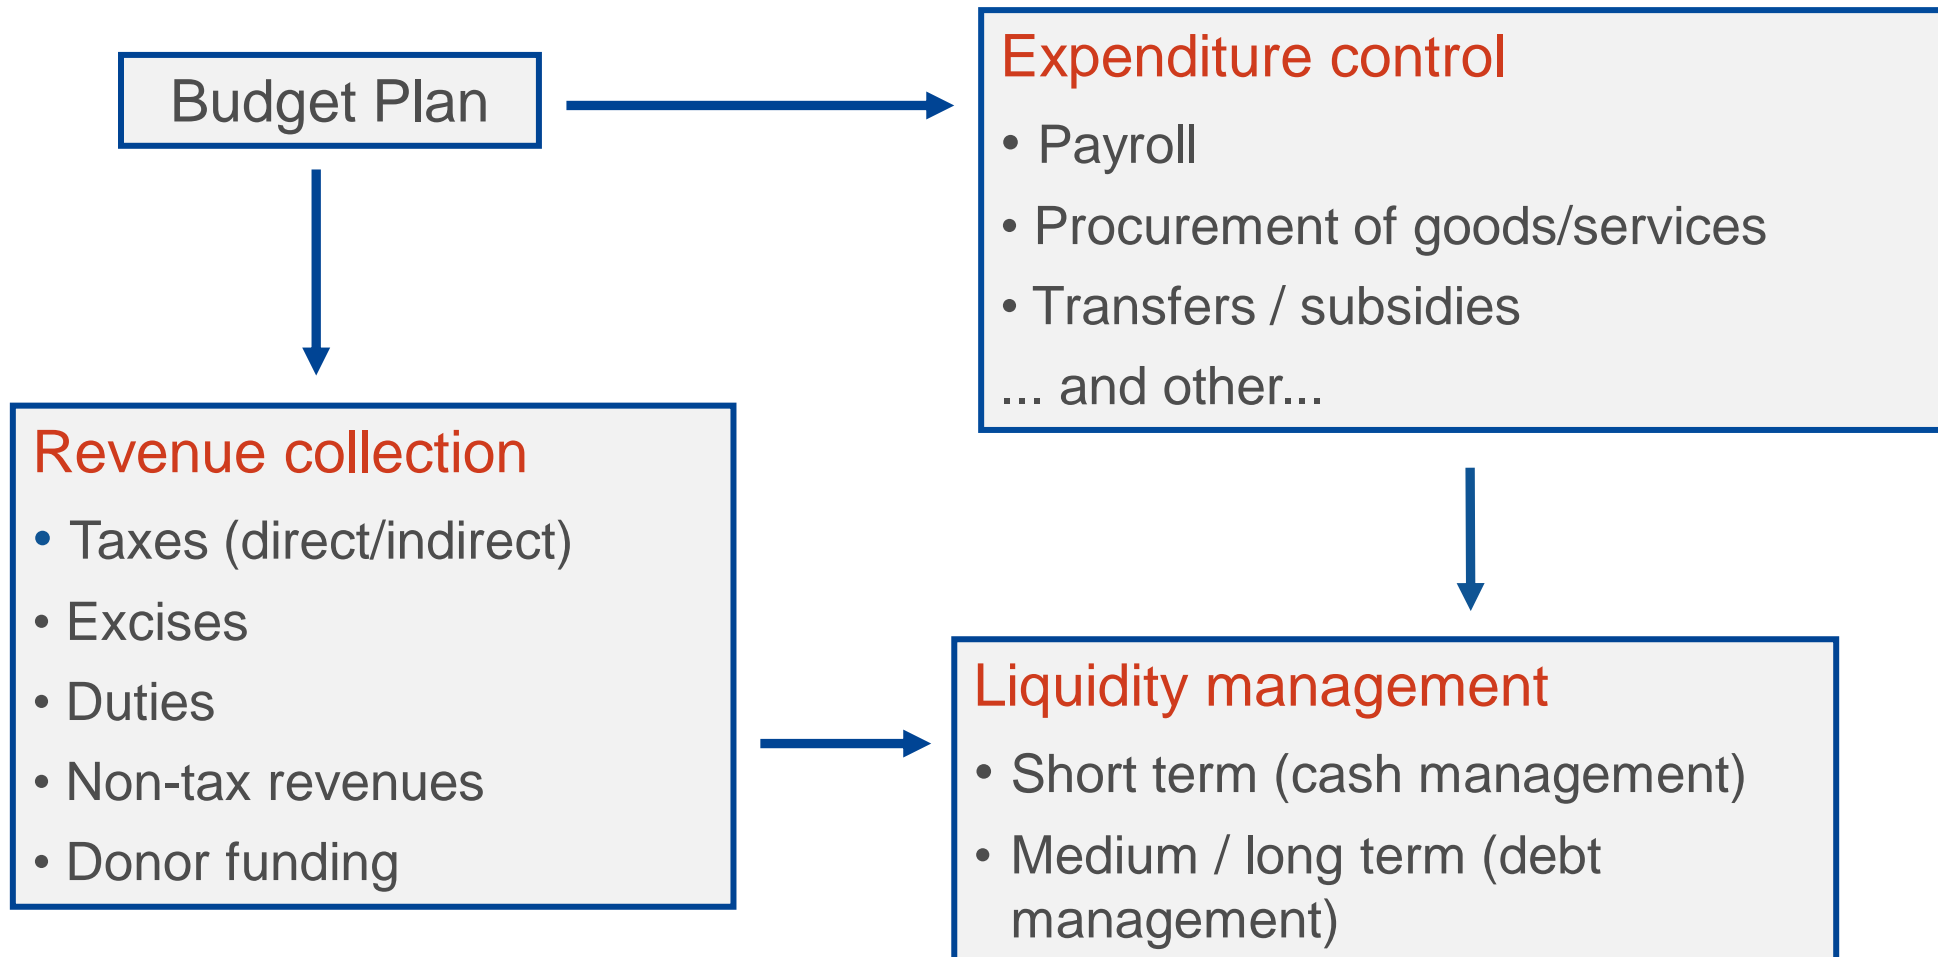 Budget Plan
Expenditure control
• Payroll
• Procurement of goods/services
• Transfers / subsidies
... and other...
Revenue collection
• Taxes (direct/indirect)
• Excises
• Duties
• Non-tax revenues
• Donor funding
Liquidity management
• Short term (cash management)
• Medium / long term (debt
management)